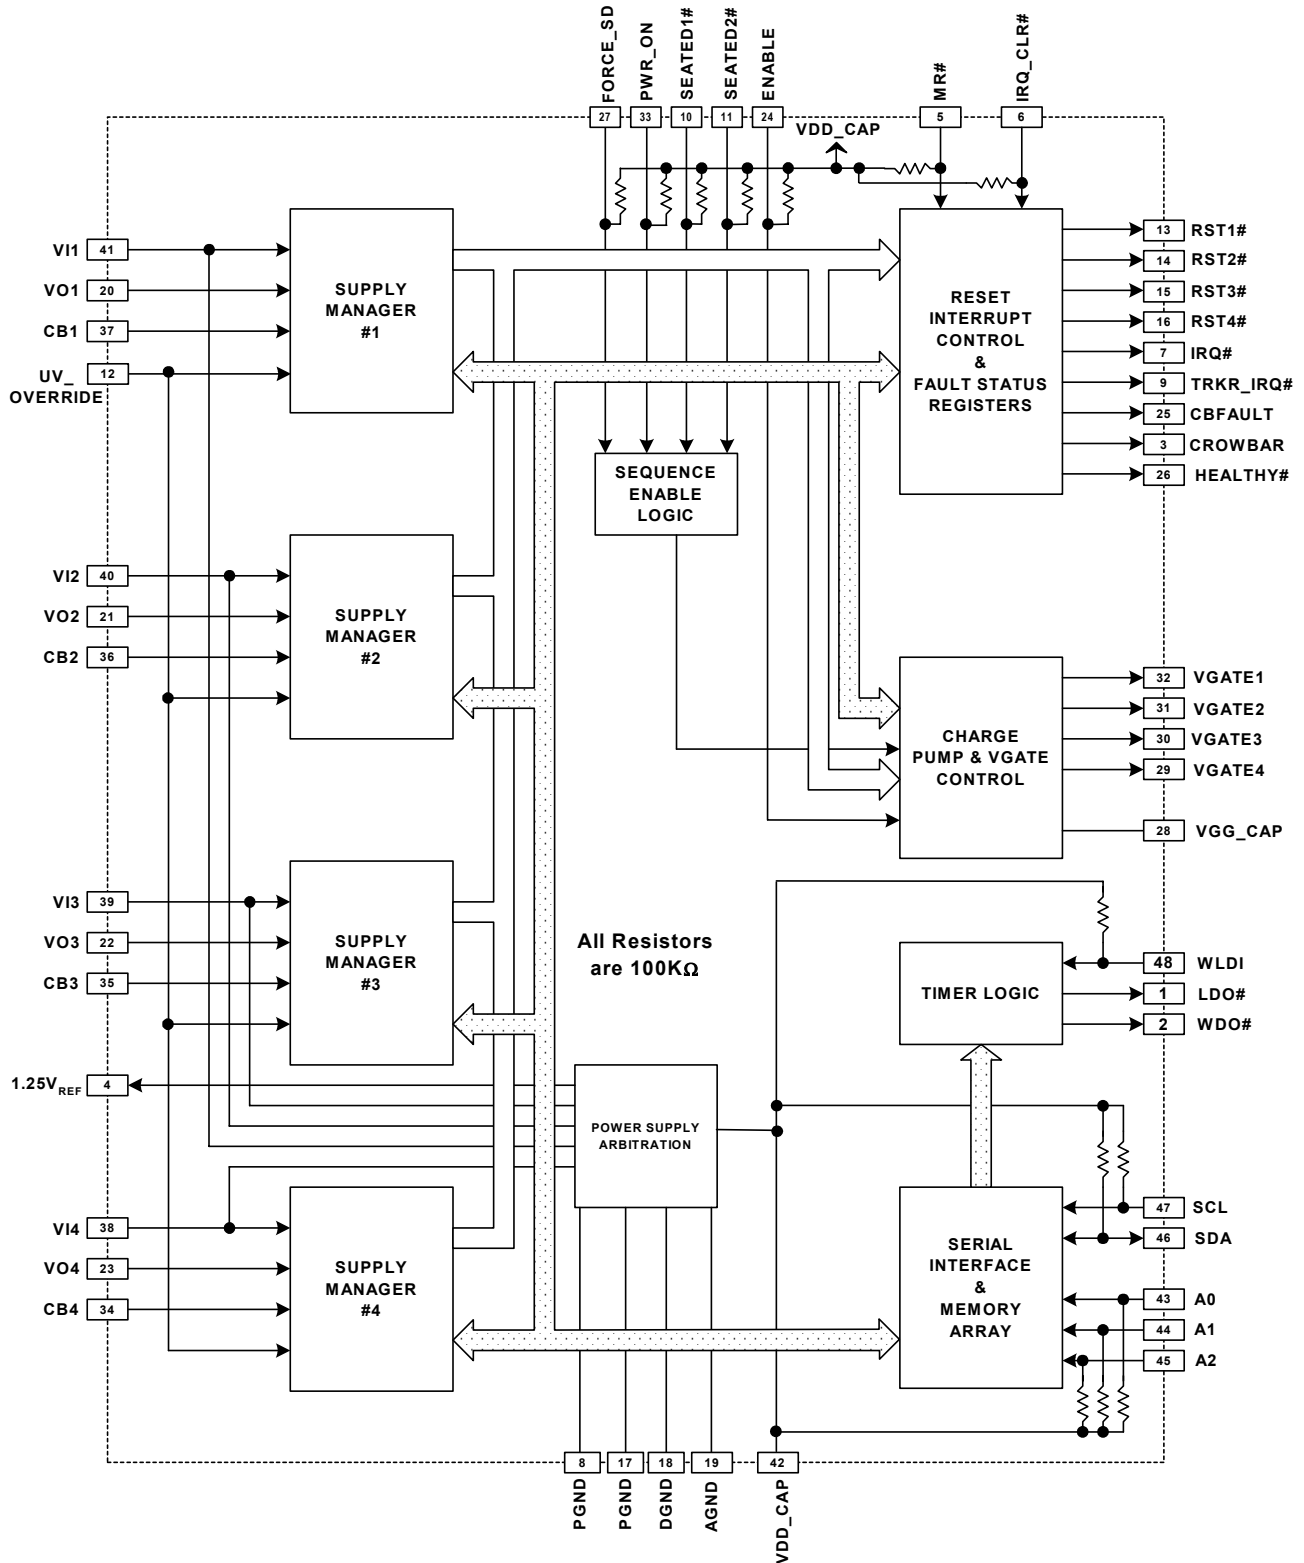 FORCE_SD
PWR_ON
SEATED1#
SEATED2#
ENABLE
MR#
IRQ_CLR#
27
33
10
11
24
5
6
VDD_CAP
VI1 41
VO1 20
CB1 37
UV_
OVERRIDE
12
SUPPLY
MANAGER
#1
RESET
INTERRUPT
CONTROL
&
FAULT STATUS
REGISTERS
13 RST1#
14 RST2#
15 RST3#
16 RST4#
7 IRQ#
9 TRKR_IRQ#
25 CBFAULT
3 CROWBAR
26 HEALTHY#
SEQUENCE
ENABLE
LOGIC
VI2 40
VO2 21
CB2 36
SUPPLY
MANAGER
#2
CHARGE
PUMP & VGATE
CONTROL
32 VGATE1
31 VGATE2
30 VGATE3
29 VGATE4
28 VGG_CAP
VI3 39
VO3 22
CB3 35
SUPPLY
MANAGER
#3
All Resistors
are 100KΩ
TIMER LOGIC
48 WLDI
1 LDO#
2 WDO#
1.25VREF 4
POWER SUPPLY
ARBITRATION
VI4 38
VO4 23
CB4 34
SUPPLY
MANAGER
#4
SERIAL
INTERFACE
&
MEMORY
ARRAY
47 SCL
46 SDA
43 A0
44 A1
45 A2
8
17
18
19
42
PGND
PGND
DGND
AGND
VDD_CAP